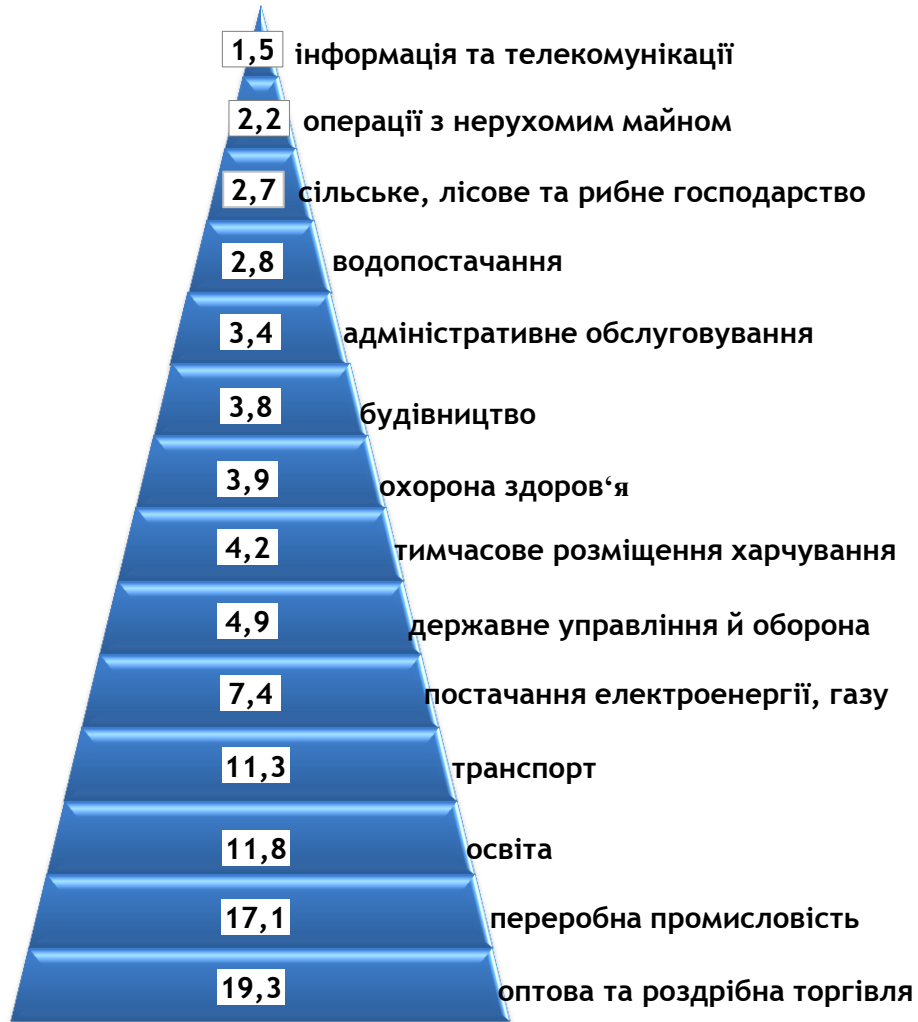 1,5 інформація та телекомунікації
2,2 операції з нерухомим майном
2,7 сільське, лісове та рибне господарство
2,8 водопостачання
3,4 адміністративне обслуговування
3,8 будівництво
3,9 охорона здоров‘я
4,2 тимчасове розміщення харчування
4,9 державне управління й оборона
7,4 постачання електроенергії, газу
11,3 транспорт
11,8 освіта
17,1 переробна промисловість
19,3 оптова та роздрібна торгівля